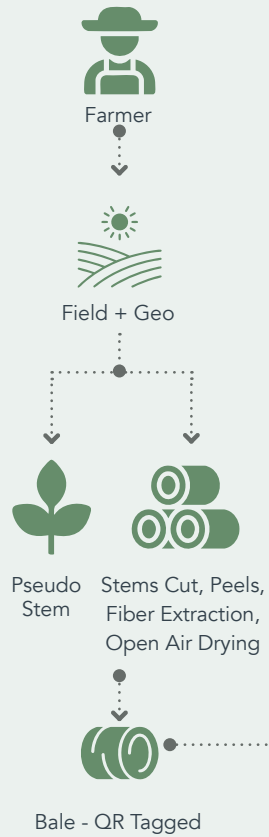 Farmer
Field + Geo
Pseudo
Stem
Stems Cut, Peels,
Fiber Extraction,
Open Air Drying
Bale - QR Tagged